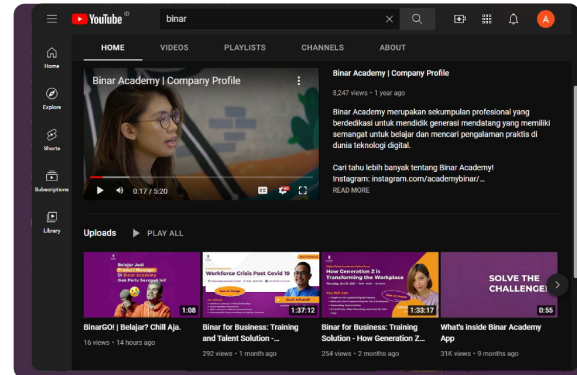 YouTube ID
binar
A
HOME VIDEOS PLAYLISTS CHANNELS ABOUT
Home
Explore
Shorts
Subscriptions
Library
Binar Academy | Company Profile
0:17 / 5:20
Binar Academy | Company Profile
8,247 views • 1 year ago
Binar Academy merupakan sekumpulan profesional yang
berdedikasi untuk mendidik generasi mendatang yang memiliki
semangat untuk belajar dan mencari pengalaman praktis di
dunia teknologi digital.
Cari tahu lebih banyak tentang Binar Academy!
Instagram: instagram.com/academybinar/...
READ MORE
Uploads PLAY ALL
Belajar Jadi
Product Manager
Di Binar Academy
Gak Perlu Secepat Ini!
1:08
BinarGO! | Belajar? Chill Aja.
16 views • 14 hours ago
Workforce Crisis Post Covid 19
1:37:12
Binar for Business: Training
and Talent Solution -...
292 views • 1 month ago
How Generation Z is
Transforming the Workplace
1:33:17
Binar for Business: Training
Solution - How Generation Z...
254 views • 2 months ago
SOLVE THE
CHALLENGE!
0:55
What's inside Binar Academy
App
31K views • 9 months ago